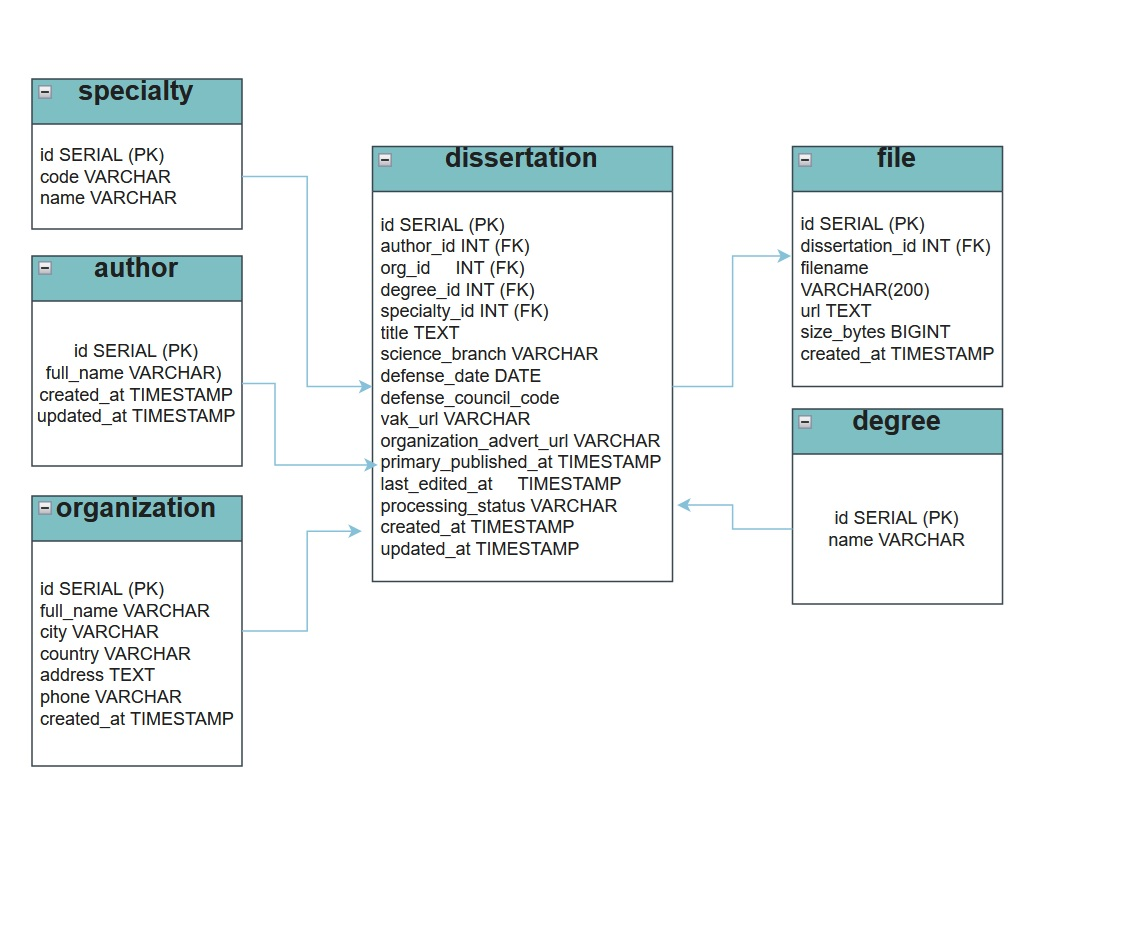 specialty
id SERIAL (PK)
code VARCHAR
name VARCHAR
author
id SERIAL (PK)
full_name VARCHAR)
created_at TIMESTAMP
updated_at TIMESTAMP
organization
id SERIAL (PK)
full_name VARCHAR
city VARCHAR
country VARCHAR
address TEXT
phone VARCHAR
created_at TIMESTAMP
dissertation
id SERIAL (PK)
author_id INT (FK)
org_id INT (FK)
degree_id INT (FK)
specialty_id INT (FK)
title TEXT
science_branch VARCHAR
defense_date DATE
defense_council_code
vak_url VARCHAR
organization_advert_url VARCHAR
primary_published_at TIMESTAMP
last_edited_at TIMESTAMP
processing_status VARCHAR
created_at TIMESTAMP
updated_at TIMESTAMP
file
id SERIAL (PK)
dissertation_id INT (FK)
filename
VARCHAR(200)
url TEXT
size_bytes BIGINT
created_at TIMESTAMP
degree
id SERIAL (PK)
name VARCHAR